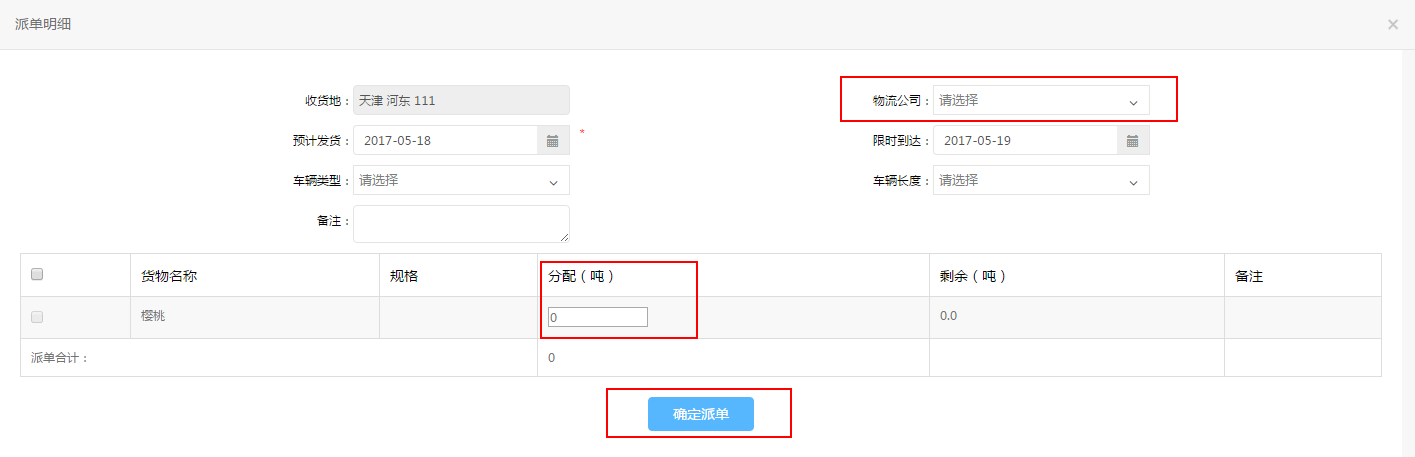 派单明细 ×
收货地： 天津 河东 111 物流公司： 请选择
预计发货： 2017-05-18 * 限时到达： 2017-05-19
车辆类型： 请选择 车辆长度： 请选择
备注：
货物名称 规格 分配（吨） 剩余（吨） 备注
樱桃 0 0.0
派单合计： 0
确定派单